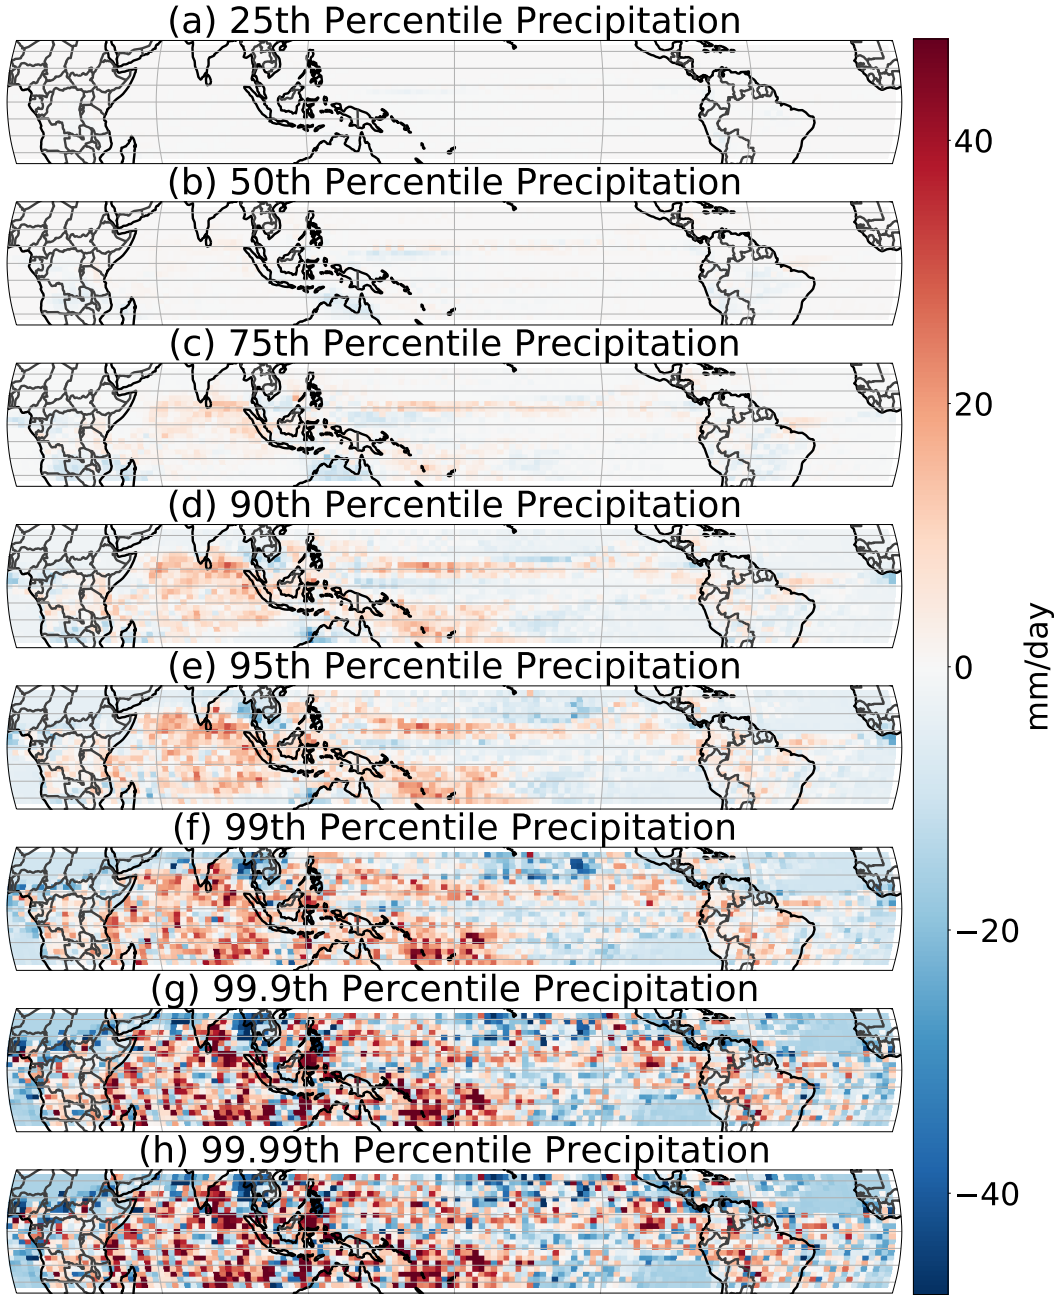 (a) 25th Percentile Precipitation
(b) 50th Percentile Precipitation
(c) 75th Percentile Precipitation
(d) 90th Percentile Precipitation
(e) 95th Percentile Precipitation
(f) 99th Percentile Precipitation
(g) 99.9th Percentile Precipitation
(h) 99.99th Percentile Precipitation
40
20
0
−20
−40
mm/day